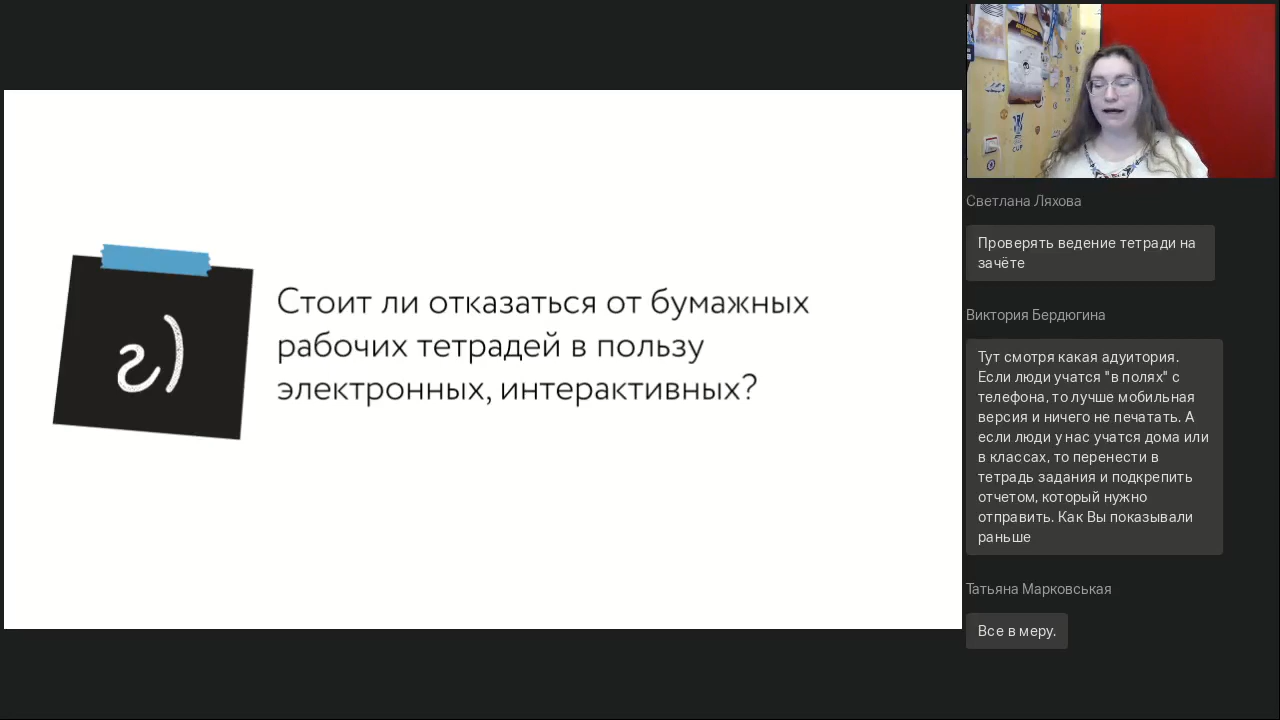 г)
Стоит ли отказаться от бумажных
рабочих тетрадей в пользу
электронных, интерактивных?
Светлана Ляхова
Проверять ведение тетради на
зачёте
Виктория Бердюгина
Тут смотря какая адуитория.
Если люди учатся "в полях" с
телефона, то лучше мобильная
версия и ничего не печатать. А
если люди у нас учатся дома или
в классах, то перенести в
тетрадь задания и подкрепить
отчетом, который нужно
отправить. Как Вы показывали
раньше
Татьяна Марковськая
Все в меру.